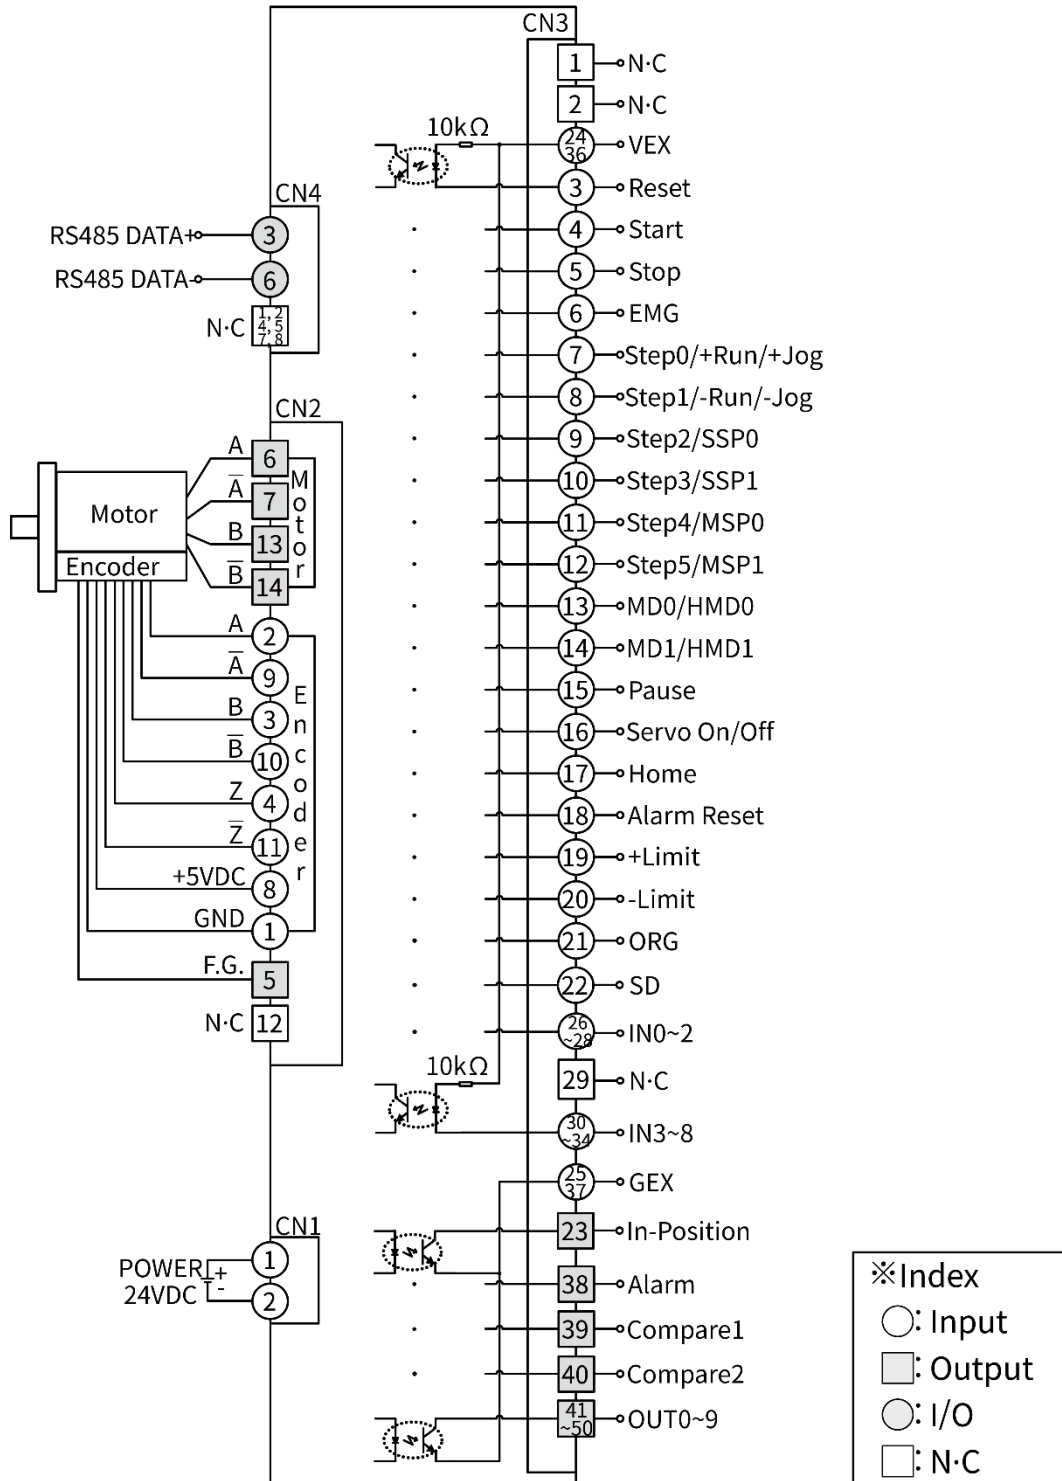 CN3
1 N·C
2 N·C
10kΩ
24 36 VEX
3 Reset
4 Start
5 Stop
6 EMG
7 Step0/+Run/+Jog
8 Step1/-Run/-Jog
9 Step2/SSP0
10 Step3/SSP1
11 Step4/MSP0
12 Step5/MSP1
13 MD0/HMD0
14 MD1/HMD1
15 Pause
16 Servo On/Off
17 Home
18 Alarm Reset
19 +Limit
20 -Limit
21 ORG
22 SD
26 ~28 IN0~2
10kΩ
29 N·C
30 ~34 IN3~8
25 37 GEX
23 In-Position
38 Alarm
39 Compare1
40 Compare2
41 ~50 OUT0~9
CN4
RS485 DATA+ 3
RS485 DATA- 6
N·C 1, 2 4, 5 7, 8
CN2
Motor
Encoder
A 6
A̅ 7
B 13
B̅ 14
Motor
A 2
A̅ 9
B 3
B̅ 10
Z 4
Z̅ 11
+5VDC 8
GND 1
Encoder
F.G. 5
N·C 12
CN1
POWER 24VDC + -
1
2
※Index
: Input
: Output
: I/O
: N·C